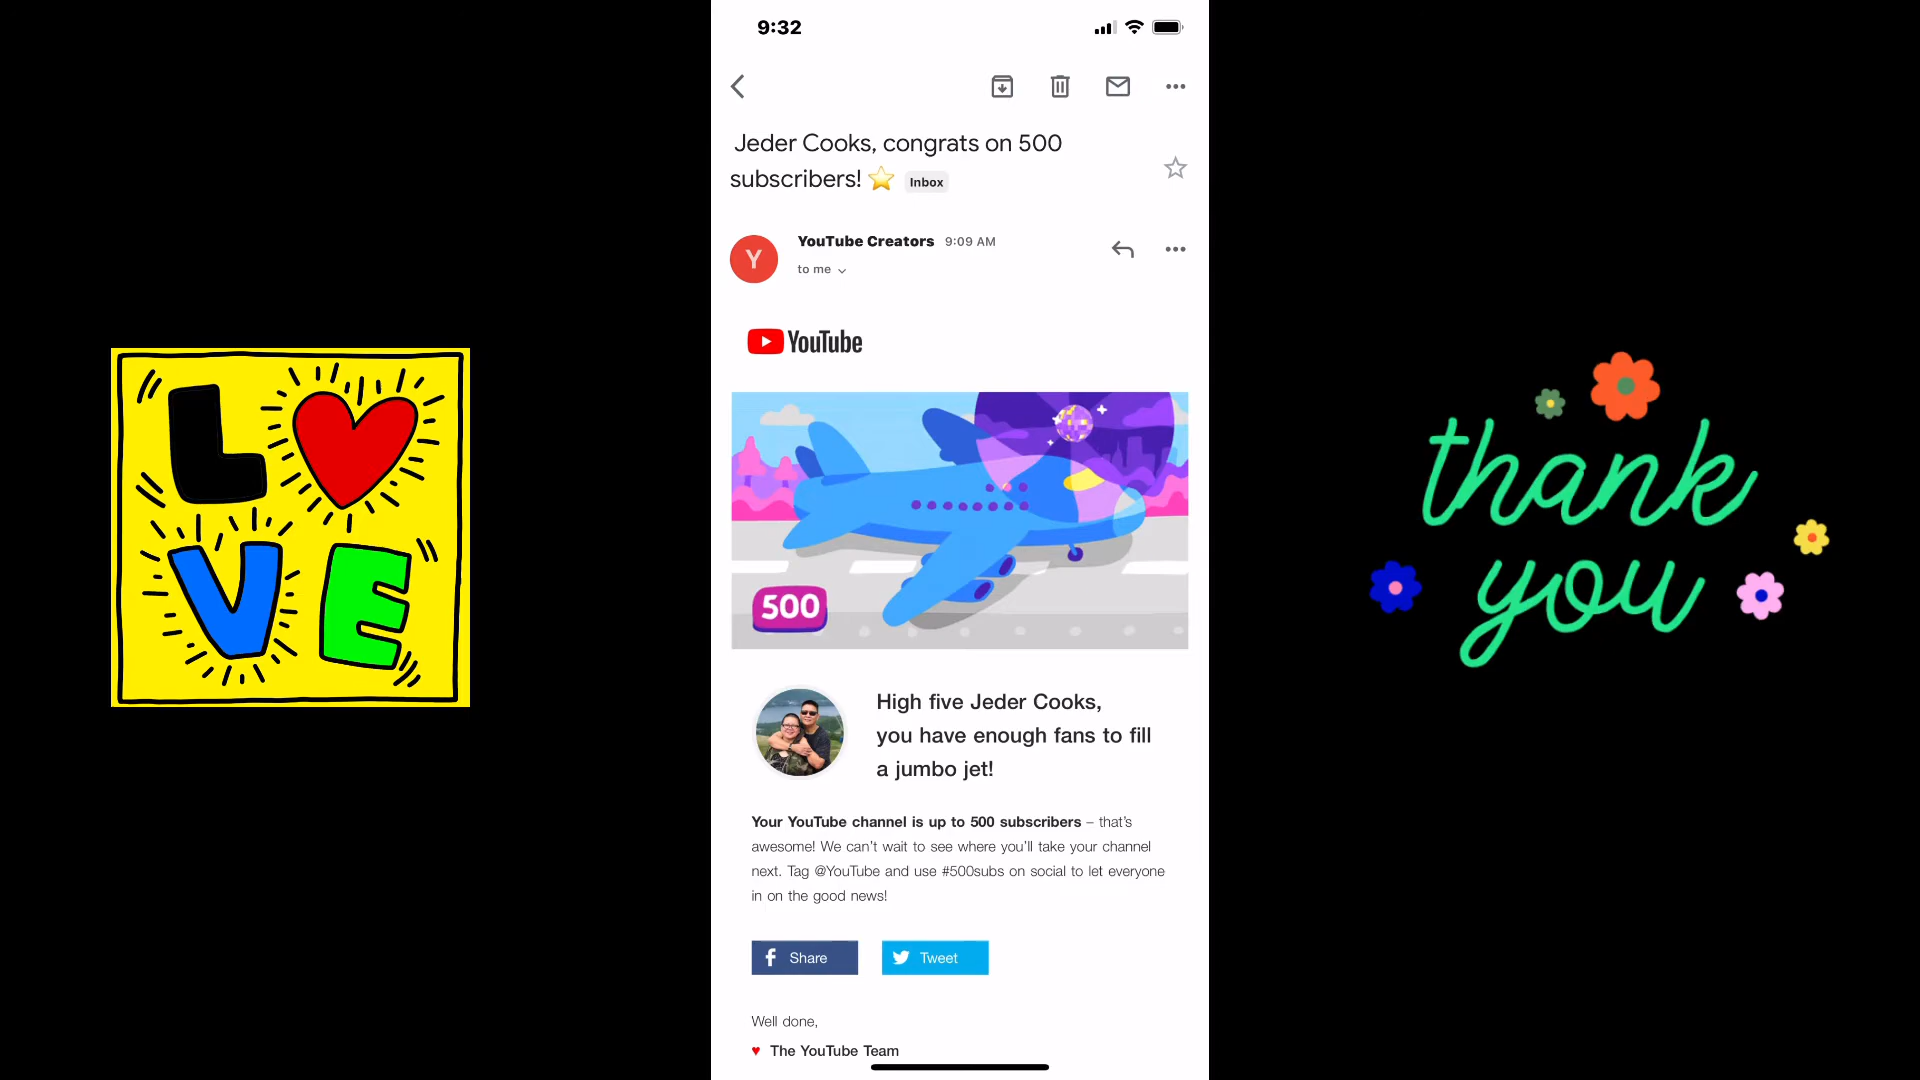 9:32
Jeder Cooks, congrats on 500
subscribers! ⭐ Inbox
YouTube Creators 9:09 AM
Y
to me
YouTube
500
High five Jeder Cooks,
you have enough fans to fill
a jumbo jet!
Your YouTube channel is up to 500 subscribers – that's
awesome! We can't wait to see where you'll take your channel
next. Tag @YouTube and use #500subs on social to let everyone
in on the good news!
Share Tweet
Well done,
♥ The YouTube Team
L❤
VE
thank
you